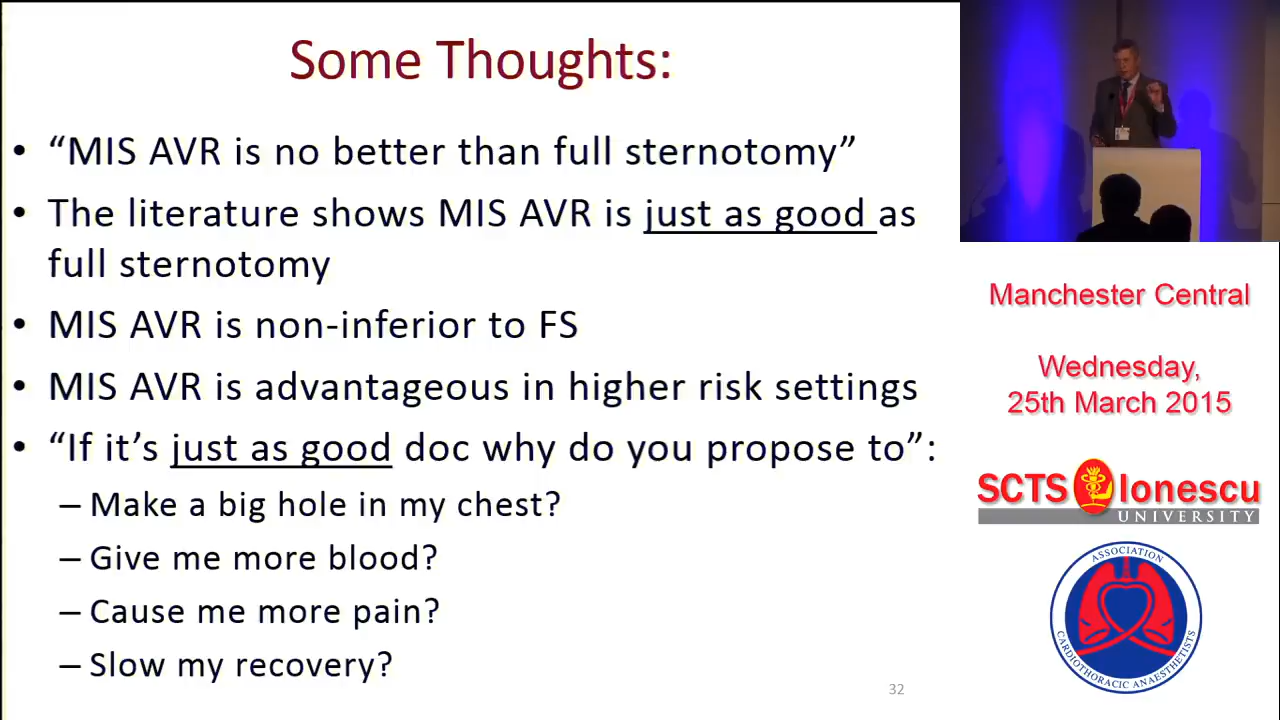 Some Thoughts:
• “MIS AVR is no better than full sternotomy”
• The literature shows MIS AVR is just as good as
full sternotomy
• MIS AVR is non-inferior to FS
• MIS AVR is advantageous in higher risk settings
• “If it’s just as good doc why do you propose to”:
– Make a big hole in my chest?
– Give me more blood?
– Cause me more pain?
– Slow my recovery?
32
Manchester Central
Wednesday,
25th March 2015
SCTS Ionescu
UNIVERSITY
ASSOCIATION
CARDIOTHORACIC ANAESTHETISTS